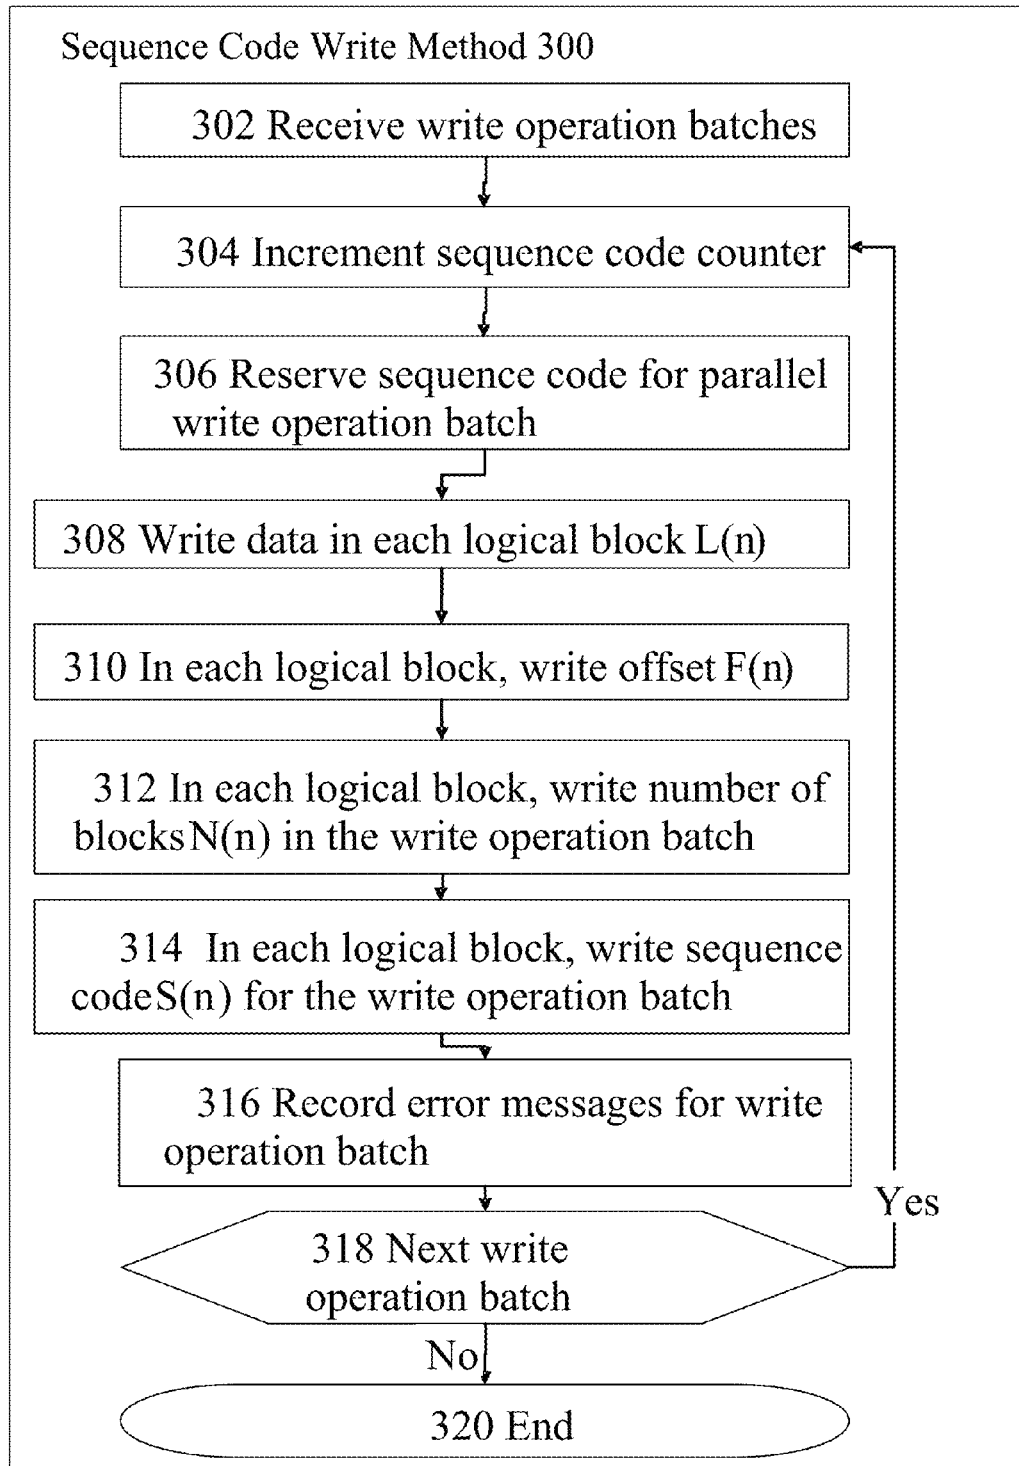 Sequence Code Write Method 300
302 Receive write operation batches
304 Increment sequence code counter
306 Reserve sequence code for parallel
write operation batch
308 Write data in each logical block L(n)
310 In each logical block, write offset F(n)
312 In each logical block, write number of
blocks N(n) in the write operation batch
314 In each logical block, write sequence
code S(n) for the write operation batch
316 Record error messages for write
operation batch
Yes
318 Next write
operation batch
No
320 End